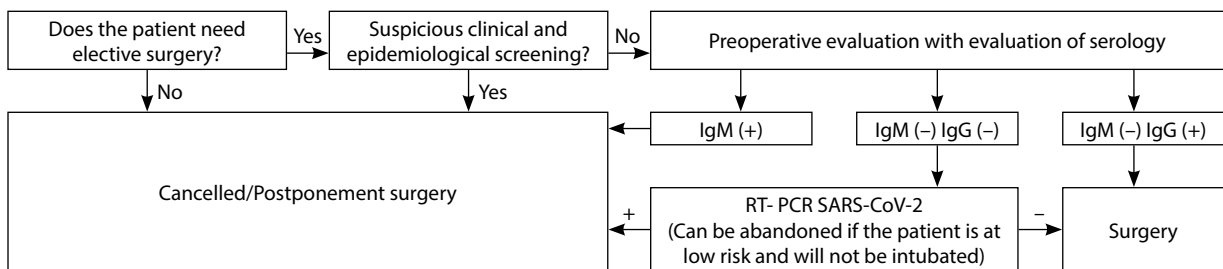 Does the patient need
elective surgery?
Yes
Suspicious clinical and
epidemiological screening?
No
Preoperative evaluation with evaluation of serology
No
Yes
IgM (+)
IgM (–) IgG (–)
IgM (–) IgG (+)
Cancelled/Postponement surgery
+
RT- PCR SARS-CoV-2
(Can be abandoned if the patient is at
low risk and will not be intubated)
–
Surgery